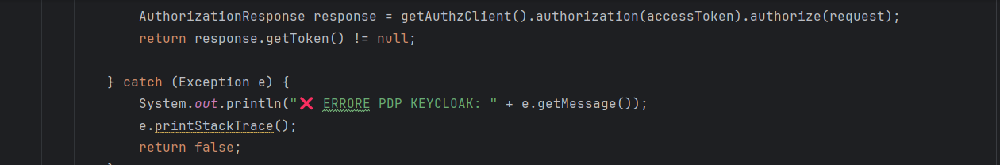 AuthorizationResponse response = getAuthzClient().authorization(accessToken).authorize(request);
return response.getToken() != null;
} catch (Exception e) {
System.out.println("❌ ERRORE PDP KEYCLOAK: " + e.getMessage());
e.printStackTrace();
return false;